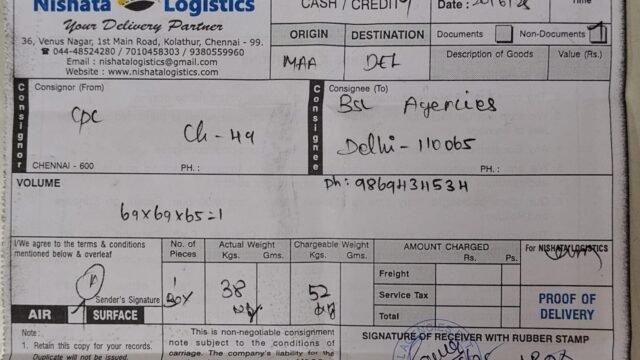 Nishata Logistics
Your Delivery Partner
36, Venus Nagar, 1st Main Road, Kolathur, Chennai - 99.
☎ 044-48524280 / 7010458303 / 9380559960
Email : nishatalogistics@gmail.com
Website : www.nishatalogistics.com
CASH / CREDIT
Date :
Time
ORIGIN
DESTINATION
Documents
Non-Documents
MAA
DEL
Description of Goods
Value (Rs.)
Consignor
Consignor (From)
CPC
Ch - 49
CHENNAI - 600
PH. :
Consignee
Consignee (To)
BSL Agencies
Delhi - 110065
PH. :
Ph: 9869434534
VOLUME
69x69x65=1
I/We agree to the terms & conditions
mentioned below & overleaf
Sender's Signature
AIR
SURFACE
No. of
Pieces
1
BOX
Actual Weight
Kgs. Gms.
38
Chargeable Weight
Kgs. Gms.
52
AMOUNT CHARGED
Rs. Ps.
Freight
Service Tax
Total
For NISHATA LOGISTICS
PROOF OF
DELIVERY
Note :
1. Retain this copy for your records.
Duplicate will not be issued.
This is non-negotiable consignment
note subject to the conditions of
carriage. The company's liability for the
SIGNATURE OF RECEIVER WITH RUBBER STAMP